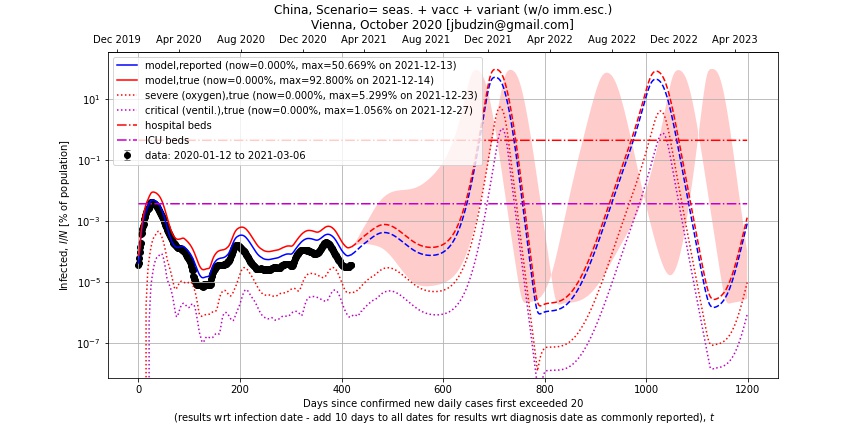 China, Scenario= seas. + vacc + variant (w/o imm.esc.)
Vienna, October 2020 [jbudzin@gmail.com]
Dec 2019 Apr 2020 Aug 2020 Dec 2020 Apr 2021 Aug 2021 Dec 2021 Apr 2022 Aug 2022 Dec 2022 Apr 2023
model,reported (now=0.000%, max=50.669% on 2021-12-13)
model,true (now=0.000%, max=92.800% on 2021-12-14)
severe (oxygen),true (now=0.000%, max=5.299% on 2021-12-23)
critical (ventil.),true (now=0.000%, max=1.056% on 2021-12-27)
hospital beds
ICU beds
data: 2020-01-12 to 2021-03-06
Infected, I/N [% of population]
10¹
10⁻¹
10⁻³
10⁻⁵
10⁻⁷
0 200 400 600 800 1000 1200
Days since confirmed new daily cases first exceeded 20
(results wrt infection date - add 10 days to all dates for results wrt diagnosis date as commonly reported), t